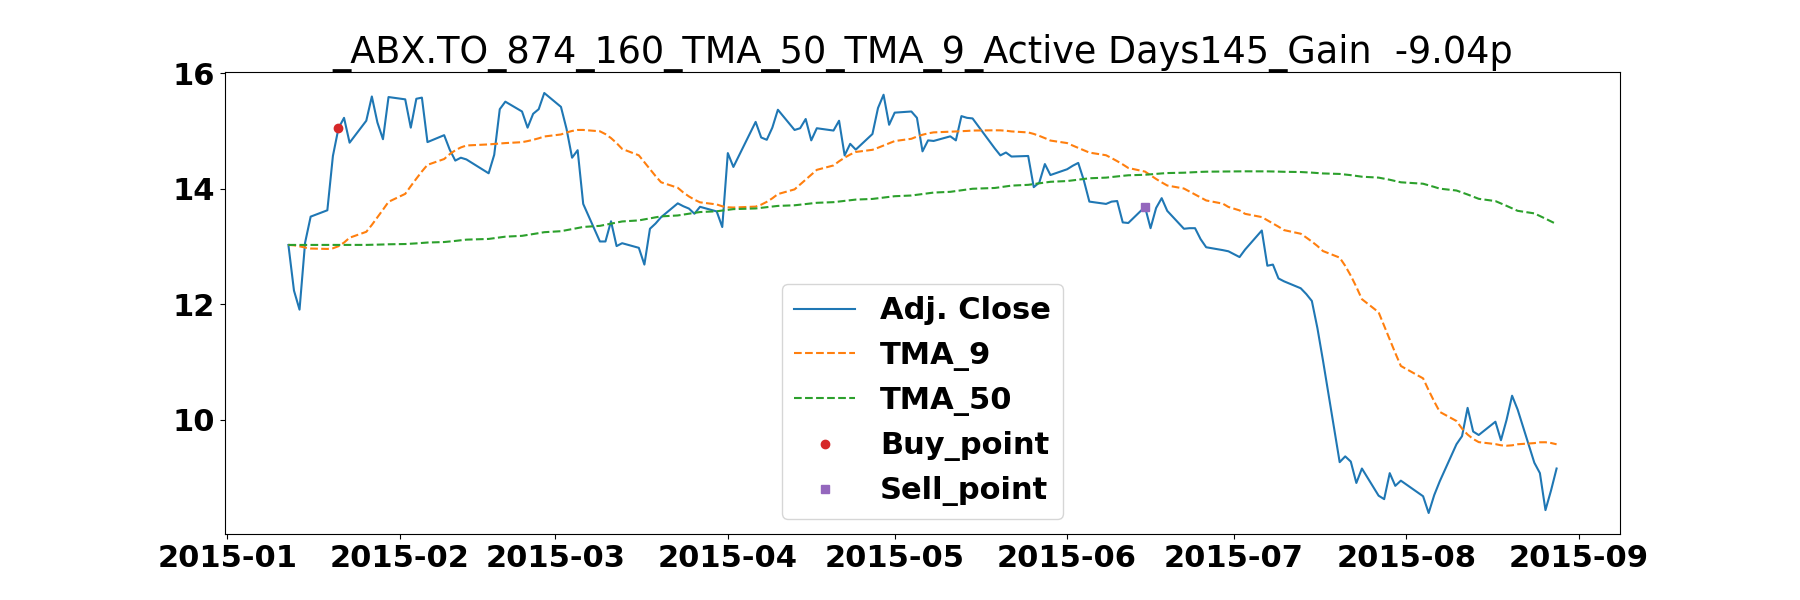 _ABX.TO_874_160_TMA_50_TMA_9_Active Days145_Gain  -9.04p
16
14
12
10
Adj. Close
TMA_9
TMA_50
Buy_point
Sell_point
2015-01 2015-02 2015-03 2015-04 2015-05 2015-06 2015-07 2015-08 2015-09